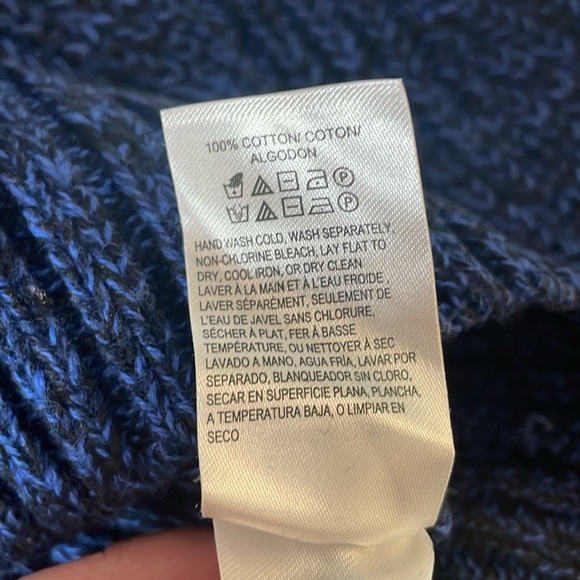 100% COTTON/ COTON/
ALGODON
P
P
HAND WASH COLD, WASH SEPARATELY,
NON-CHLORINE BLEACH, LAY FLAT TO
DRY, COOL IRON, OR DRY CLEAN
LAVER À LA MAIN ET À L'EAU FROIDE,
LAVER SÉPARÉMENT, SEULEMENT DE
L'EAU DE JAVEL SANS CHLORURE,
SÉCHER À PLAT, FER À BASSE
TEMPÉRATURE, OU NETTOYER À SEC
LAVADO A MANO, AGUA FRÍA, LAVAR POR
SEPARADO, BLANQUEADOR SIN CLORO,
SECAR EN SUPERFICIE PLANA, PLANCHA,
A TEMPERATURA BAJA, O LIMPIAR EN
SECO